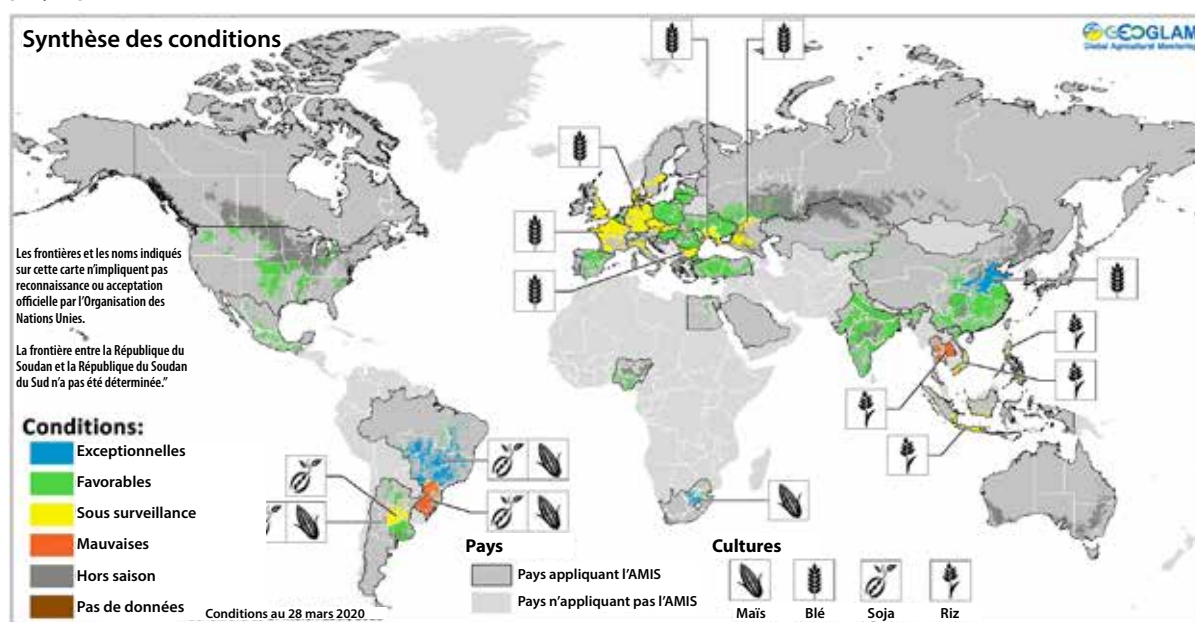 Synthèse des conditions
GEOGLAM
Global Agricultural Monitoring
Les frontières et les noms indiqués
sur cette carte n'impliquent pas
reconnaissance ou acceptation
officielle par l'Organisation des
Nations Unies.
La frontière entre la République du
Soudan et la République du Soudan
du Sud n'a pas été déterminée."
Conditions:
Exceptionnelles
Favorables
Sous surveillance
Mauvaises
Hors saison
Pas de données
Conditions au 28 mars 2020
Pays
Pays appliquant l'AMIS
Pays n'appliquant pas l'AMIS
Cultures
Maïs
Blé
Soja
Riz